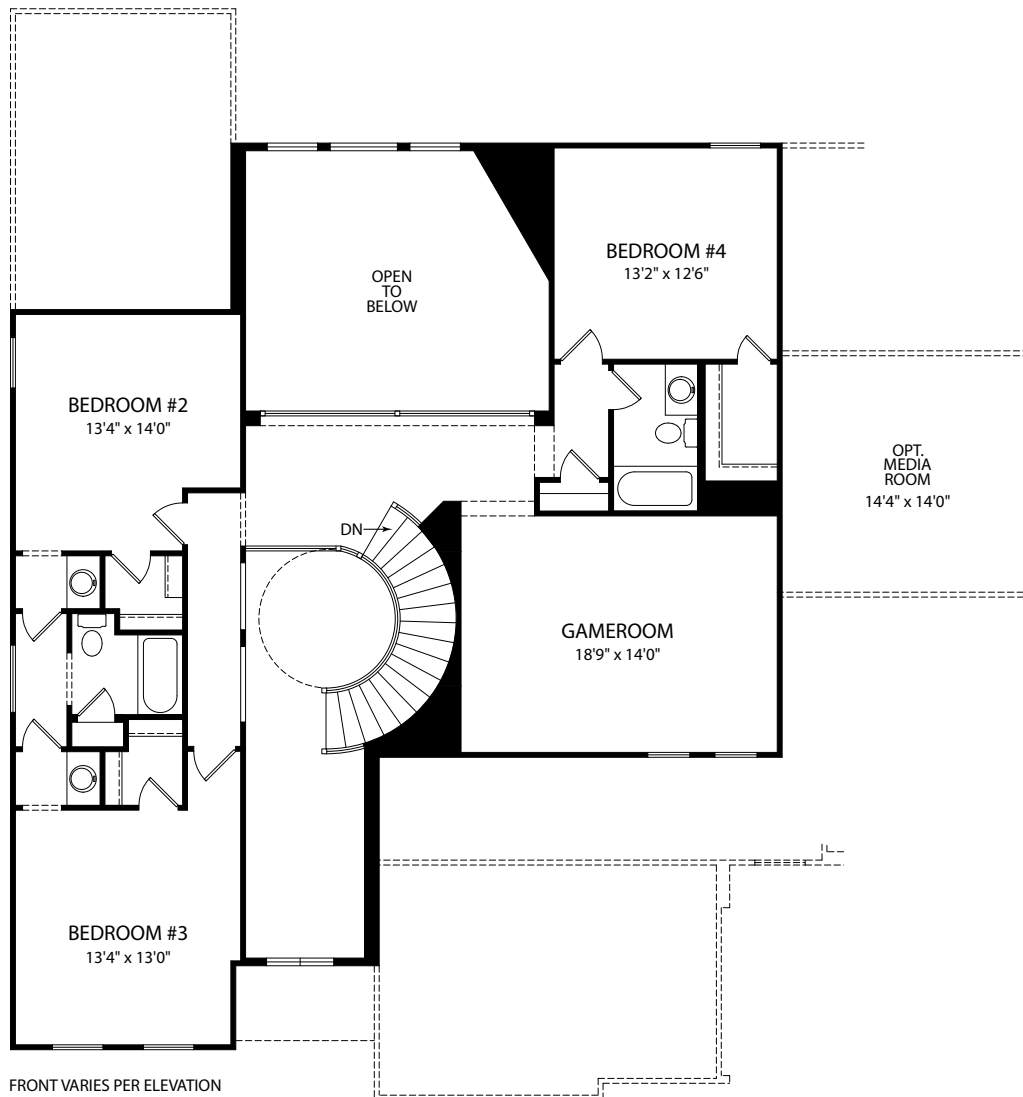 BEDROOM #4
13'2" x 12'6"
OPEN
TO
BELOW
BEDROOM #2
13'4" x 14'0"
OPT.
MEDIA
ROOM
14'4" x 14'0"
DN
GAMEROOM
18'9" x 14'0"
BEDROOM #3
13'4" x 13'0"
FRONT VARIES PER ELEVATION